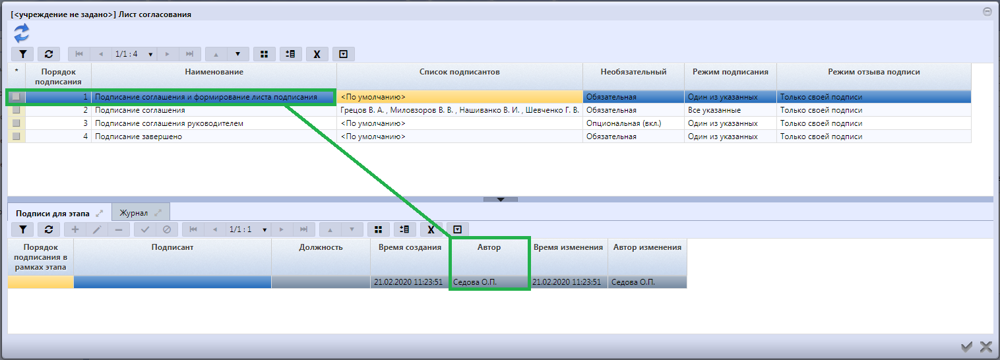 [<учреждение не задано>] Лист согласования
1/1 : 4
* Порядок подписания Наименование Список подписантов Необязательный Режим подписания Режим отзыва подписи
1 Подписание соглашения и формирование листа подписания <По умолчанию> Обязательная Один из указанных Только своей подписи
2 Подписание соглашения Грецов В. А. , Миловзоров В. В. , Нашиванко В. И. , Шевченко Г. В. Обязательная Все указанные Только своей подписи
3 Подписание соглашения руководителем <По умолчанию> Опциональная (вкл.) Один из указанных Только своей подписи
4 Подписание завершено <По умолчанию> Обязательная Один из указанных Только своей подписи
Подписи для этапа Журнал
1/1 : 1
Порядок подписания в рамках этапа Подписант Должность Время создания Автор Время изменения Автор изменения
21.02.2020 11:23:51 Седова О.П. 21.02.2020 11:23:51 Седова О.П.